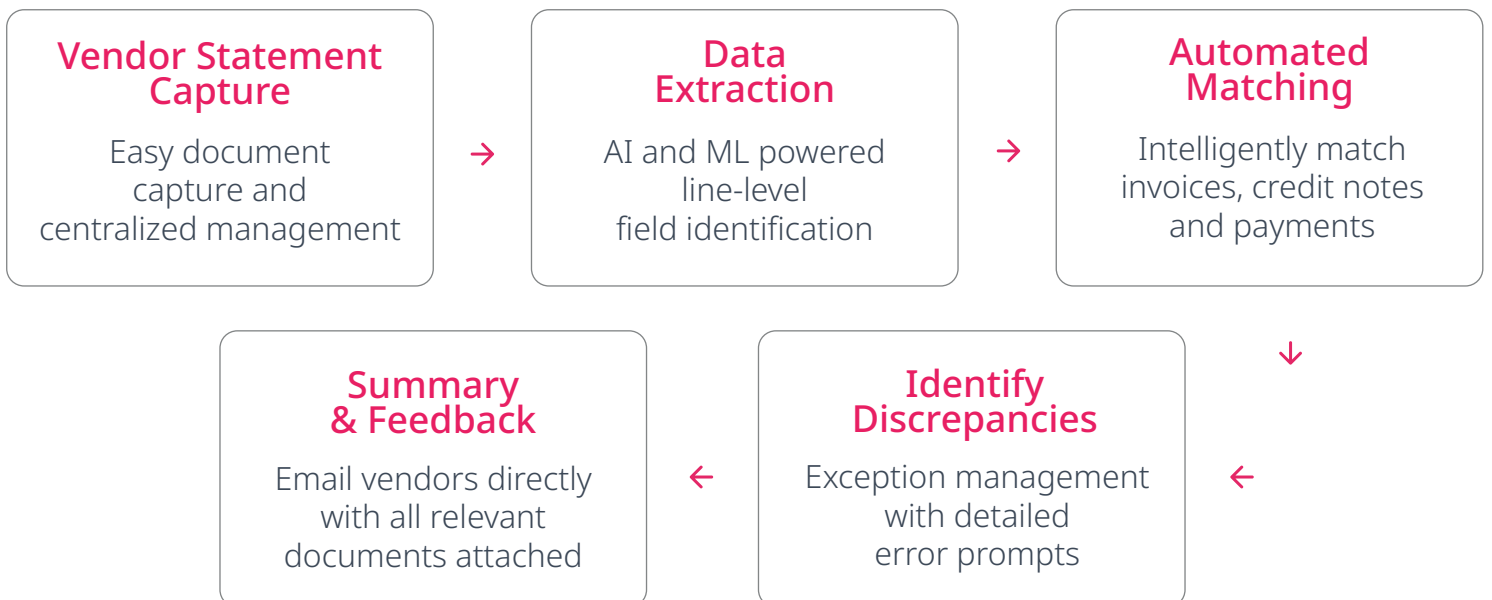 Vendor Statement
Capture
Easy document
capture and
centralized management
Data
Extraction
AI and ML powered
line-level
field identification
Automated
Matching
Intelligently match
invoices, credit notes
and payments
Identify
Discrepancies
Exception management
with detailed
error prompts
Summary
& Feedback
Email vendors directly
with all relevant
documents attached